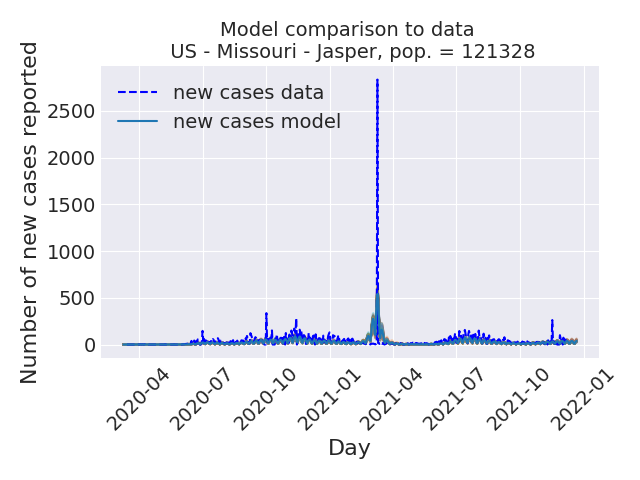 Model comparison to data
US - Missouri - Jasper, pop. = 121328
new cases data
new cases model
Number of new cases reported
2500
2000
1500
1000
500
0
2020-04
2020-07
2020-10
2021-01
2021-04
2021-07
2021-10
2022-01
Day